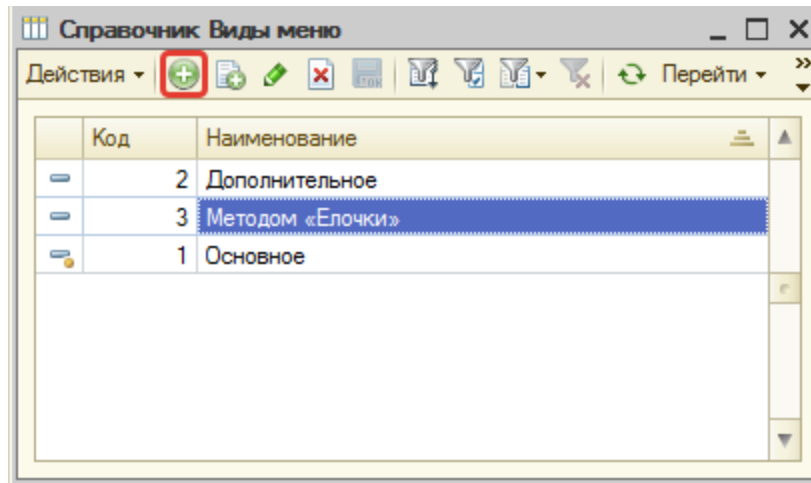 Справочник Виды меню
Действия
Перейти
Код Наименование
2 Дополнительное
3 Методом «Елочки»
1 Основное